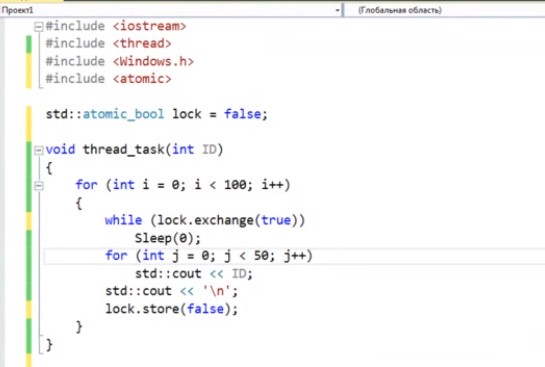 Проект1 (Глобальная область)
#include <iostream>
#include <thread>
#include <Windows.h>
#include <atomic>
std::atomic_bool lock = false;
void thread_task(int ID)
{
for (int i = 0; i < 100; i++)
{
while (lock.exchange(true))
Sleep(0);
for (int j = 0; j < 50; j++)
std::cout << ID;
std::cout << '\n';
lock.store(false);
}
}